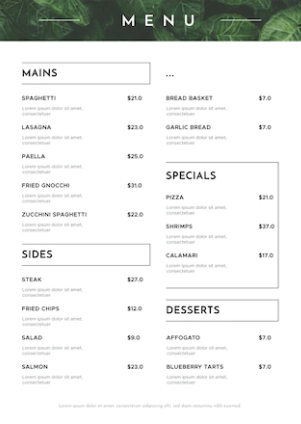 MENU
MAINS
SPAGHETTI $21.0
Lorem ipsum dolor sit amet,
consectetuer
LASAGNA $23.0
Lorem ipsum dolor sit amet,
consectetuer
PAELLA $25.0
Lorem ipsum dolor sit amet,
consectetuer
FRIED GNOCCHI $31.0
Lorem ipsum dolor sit amet,
consectetuer
ZUCCHINI SPAGHETTI $22.0
Lorem ipsum dolor sit amet,
consectetuer
SIDES
STEAK $27.0
Lorem ipsum dolor sit amet,
consectetuer
FRIED CHIPS $12.0
Lorem ipsum dolor sit amet,
consectetuer
SALAD $9.0
Lorem ipsum dolor sit amet,
consectetuer
SALMON $23.0
Lorem ipsum dolor sit amet,
consectetuer
...
BREAD BASKET $7.0
Lorem ipsum dolor sit amet,
consectetuer
GARLIC BREAD $7.0
Lorem ipsum dolor sit amet,
consectetuer
SPECIALS
PIZZA $21.0
Lorem ipsum dolor sit amet,
consectetuer
SHRIMPS $37.0
Lorem ipsum dolor sit amet,
consectetuer
CALAMARI $17.0
Lorem ipsum dolor sit amet,
consectetuer
DESSERTS
AFFOGATO $7.0
Lorem ipsum dolor sit amet,
consectetuer
BLUEBERRY TARTS $7.0
Lorem ipsum dolor sit amet,
consectetuer
Lorem ipsum dolor sit amet, consectetuer adipiscing elit, sed diam nonummy nibh euismod.